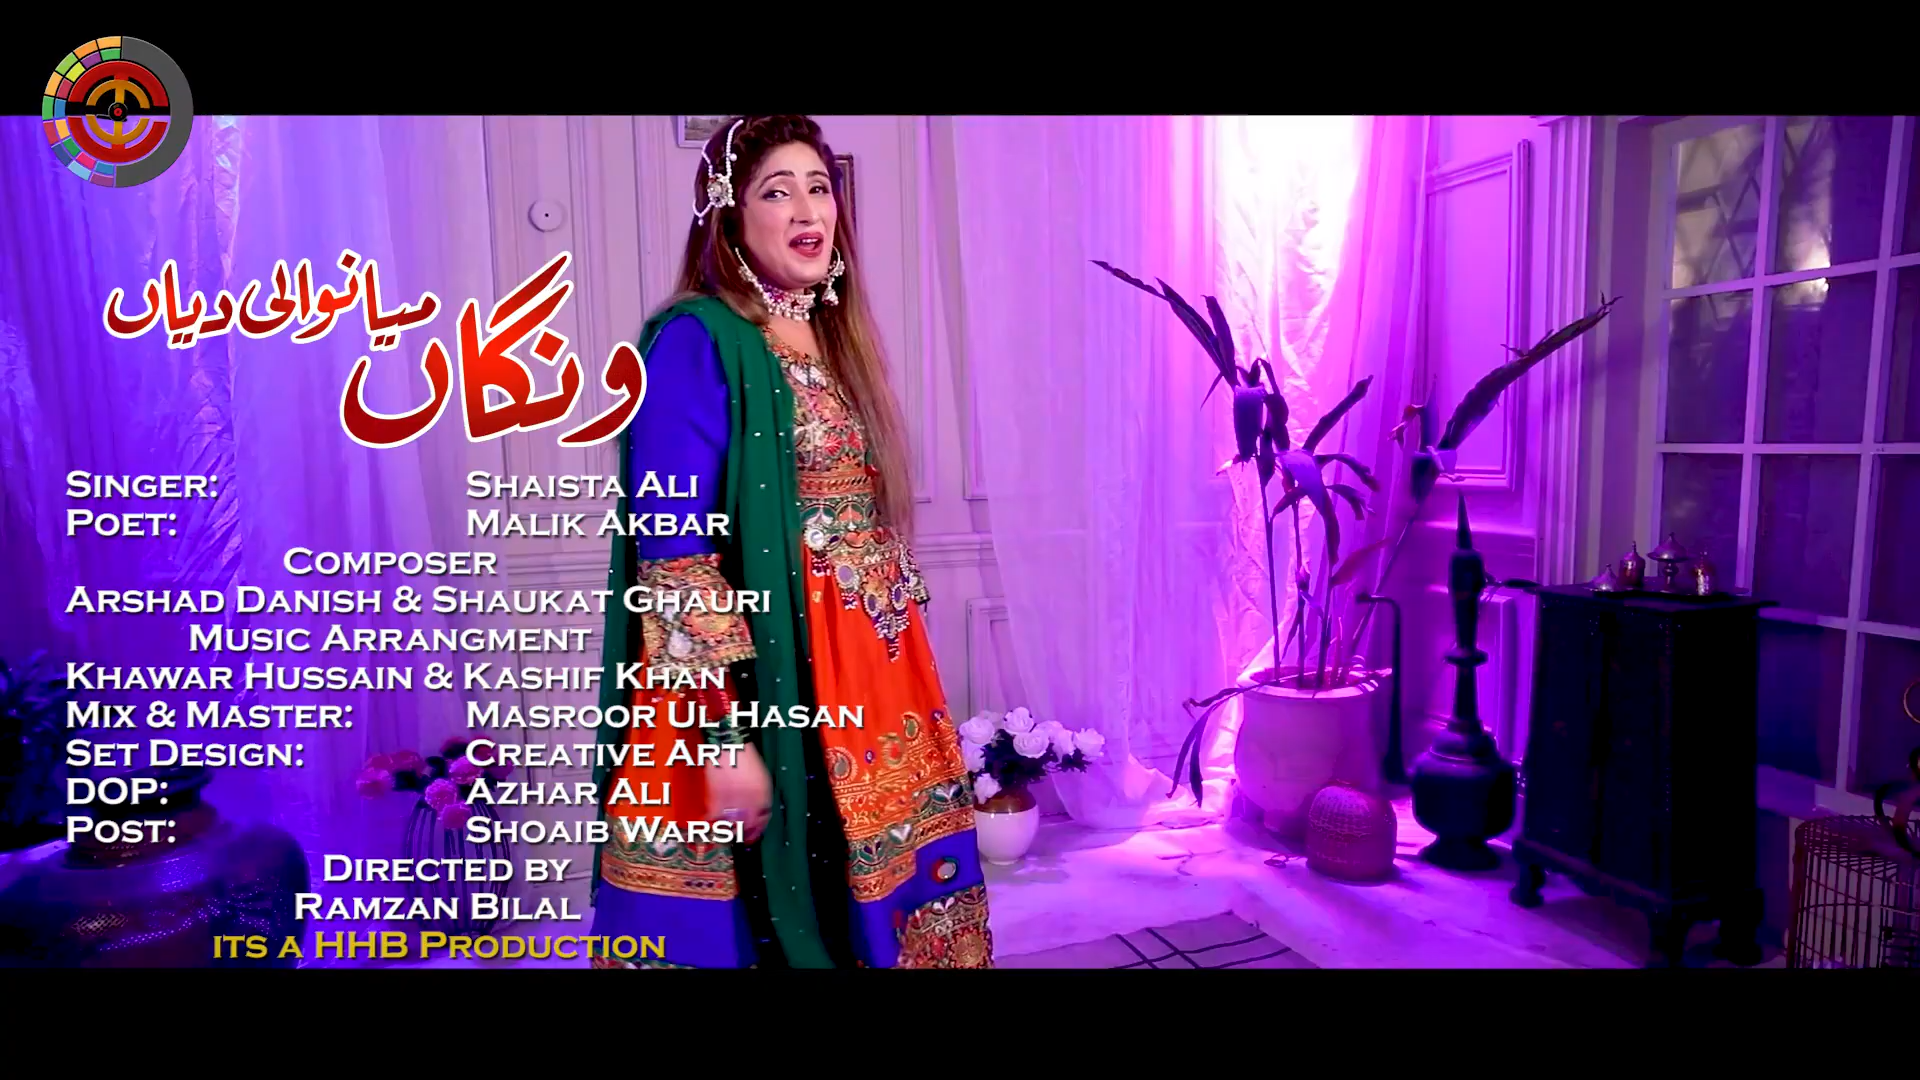 میانوالی دیاں
ونگاں
Singer: Shaista Ali
Poet: Malik Akbar
Composer
Arshad Danish & Shaukat Ghauri
Music Arrangment
Khawar Hussain & Kashif Khan
Mix & Master: Masroor Ul Hasan
Set Design: Creative Art
DOP: Azhar Ali
Post: Shoaib Warsi
Directed by
Ramzan Bilal
its a HHB Production